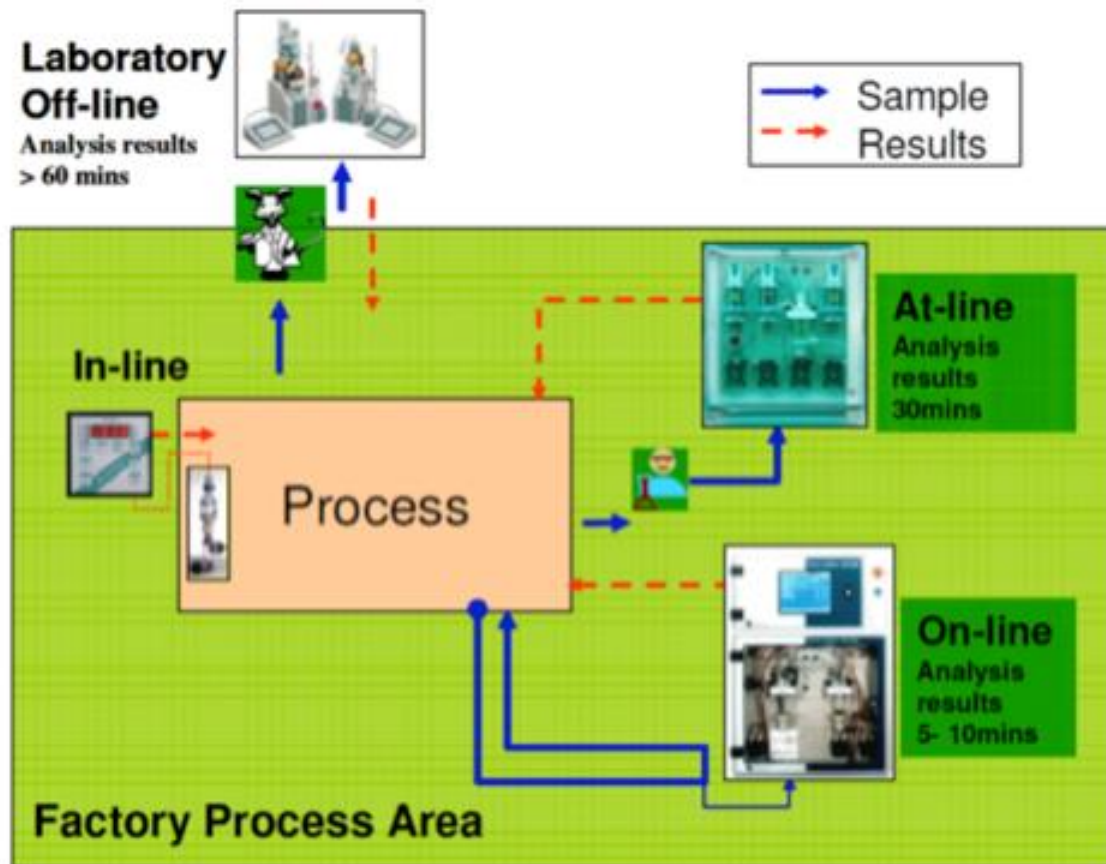 Laboratory
Off-line
Analysis results
> 60 mins
Sample
Results
At-line
Analysis
results
30mins
In-line
Process
On-line
Analysis
results
5- 10mins
Factory Process Area